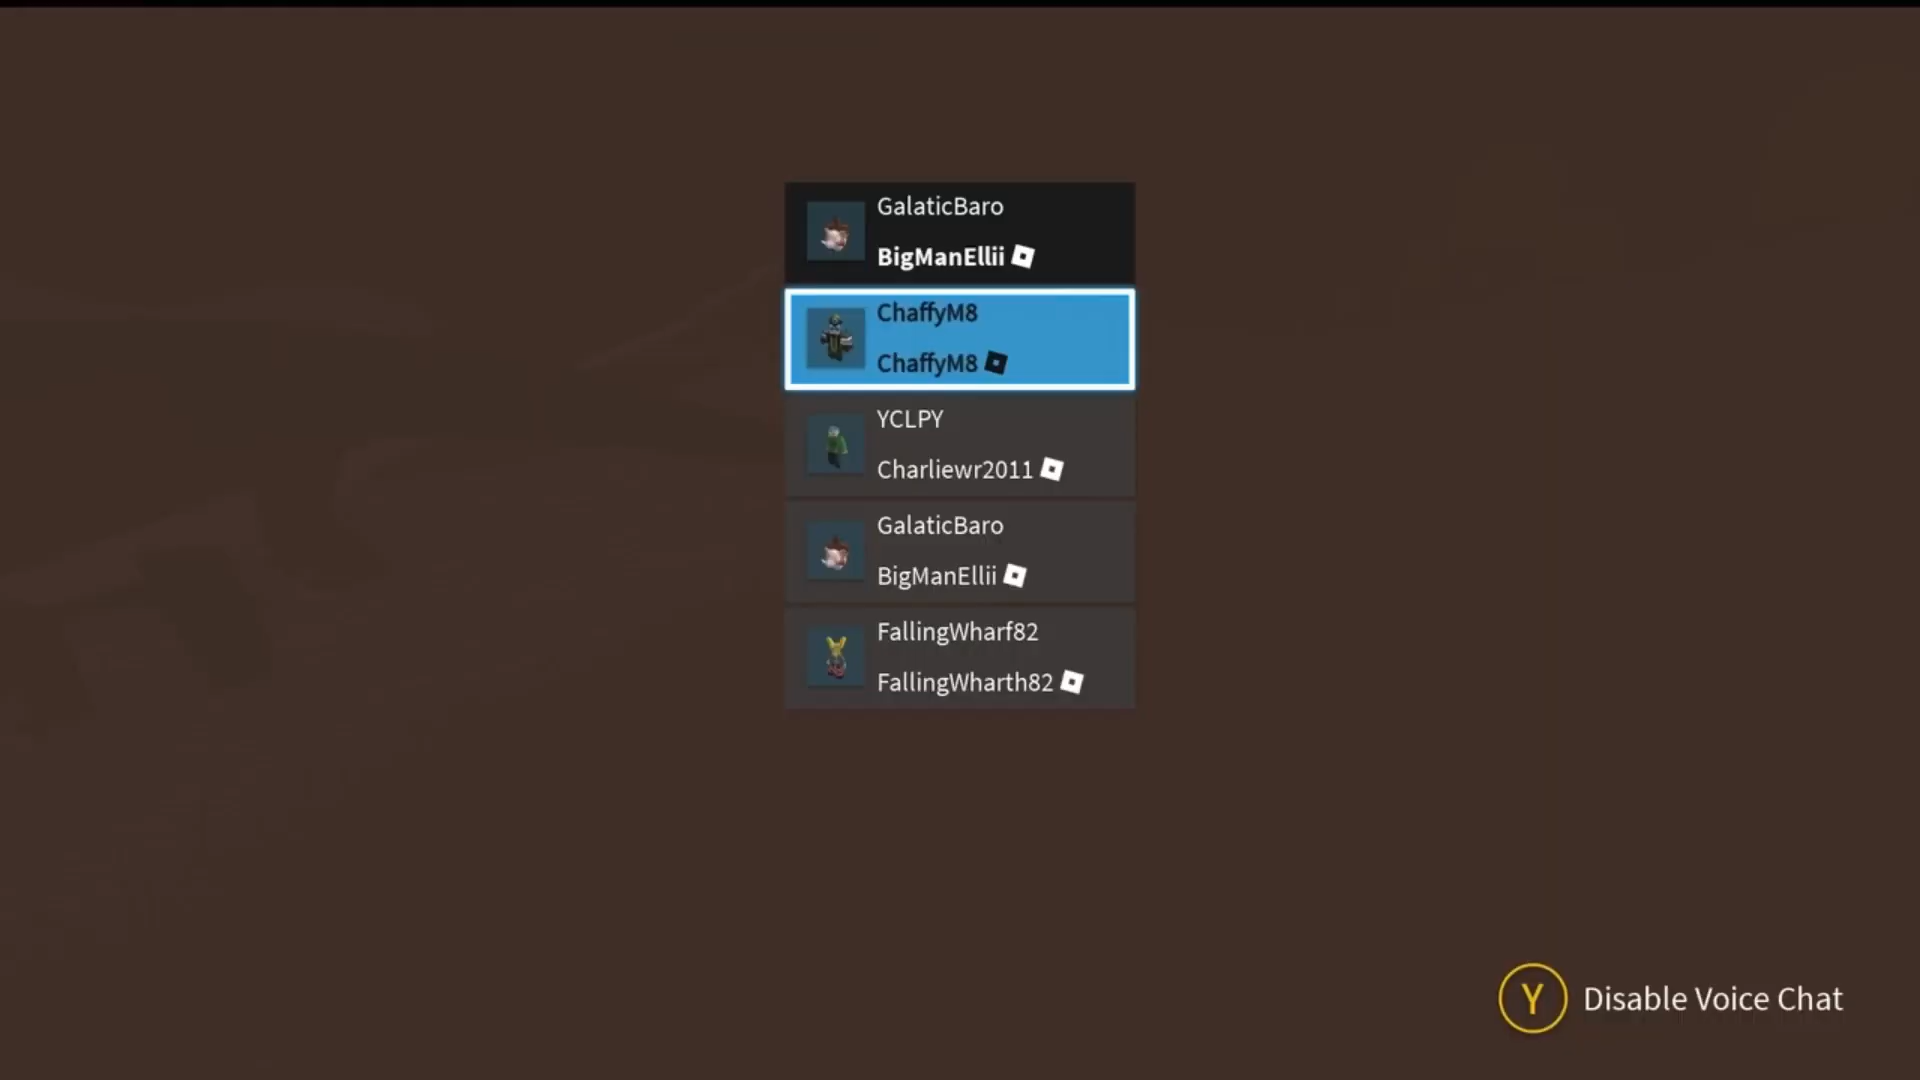 GalaticBaro
BigManEllii
ChaffyM8
ChaffyM8
YCLPY
Charliewr2011
GalaticBaro
BigManEllii
FallingWharf82
FallingWharth82
Y Disable Voice Chat